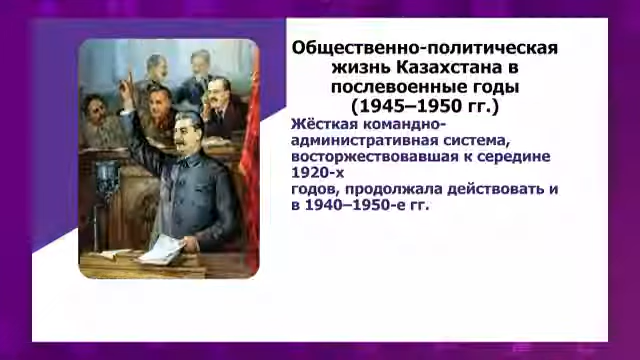 Общественно-политическая
жизнь Казахстана в
послевоенные годы
(1945–1950 гг.)
Жёсткая командно-
административная система,
восторжествовавшая к середине
1920-х
годов, продолжала действовать и
в 1940–1950-е гг.